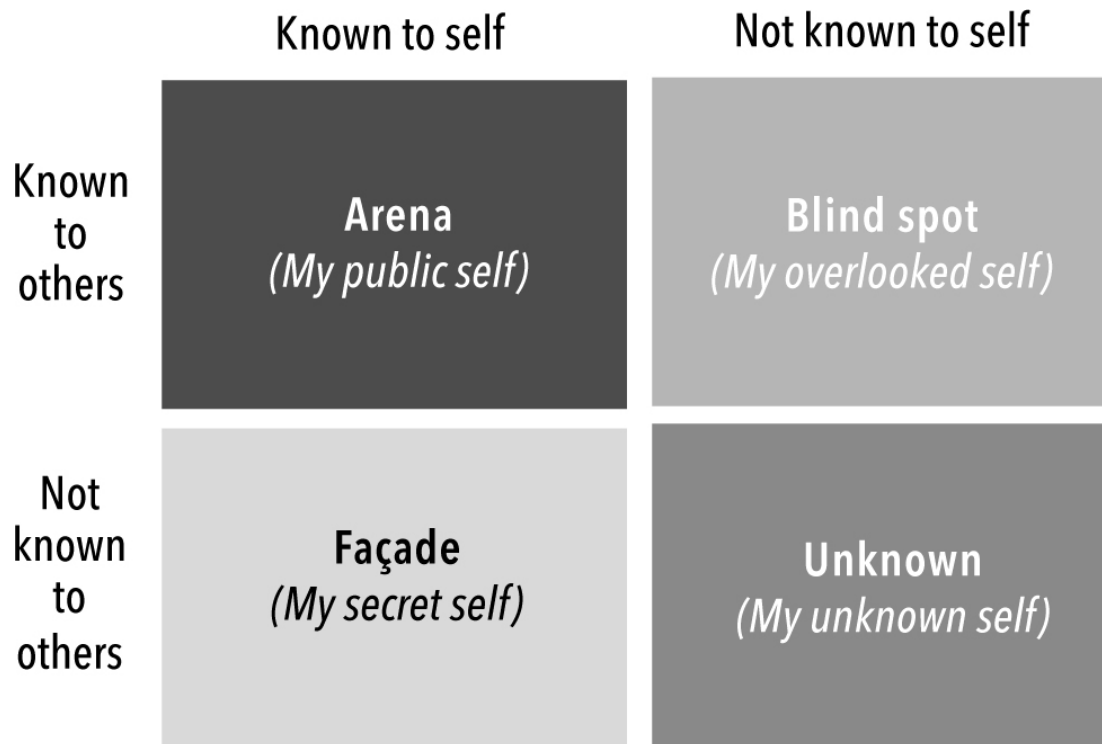 Known to self
Not known to self
Known
to
others
Arena
(My public self)
Blind spot
(My overlooked self)
Not
known
to
others
Façade
(My secret self)
Unknown
(My unknown self)